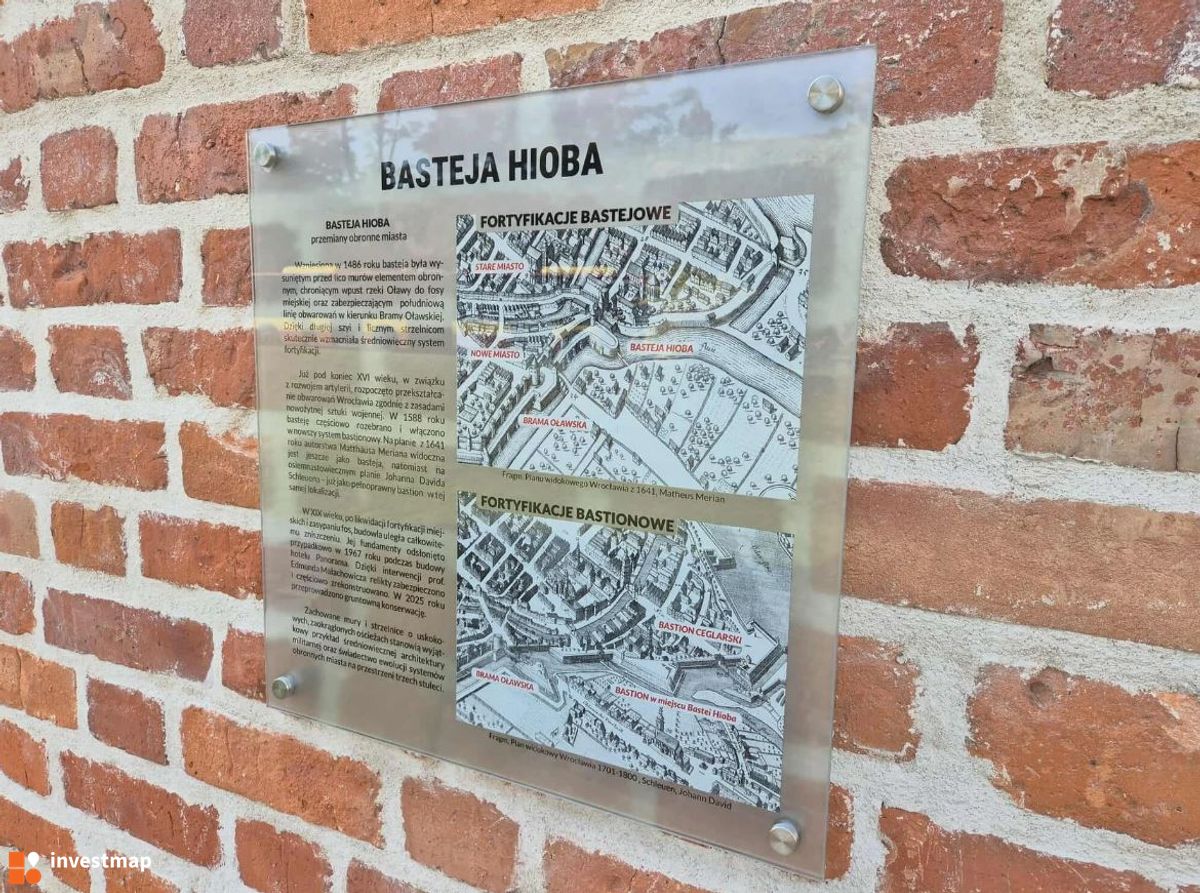 BASTEJA HIOBA
BASTEJA HIOBA
przemiany obronne miasta
Wzniesiona w 1486 roku basteja była wy-
suniętym przed lico murów elementem obron-
nym, chroniącym wpust rzeki Oławy do fosy
miejskiej oraz zabezpieczającym południową
linię obwarowań w kierunku Bramy Oławskiej.
Dzięki długiej szyi i licznym strzelnicom
skutecznie wzmacniała średniowieczny system
fortyfikacji.
Już pod koniec XVI wieku, w związku
z rozwojem artylerii, rozpoczęto przekształca-
nie obwarowań Wrocławia zgodnie z zasadami
nowożytnej sztuki wojennej. W 1588 roku
basteję częściowo rozebrano i włączono
w nowszy system bastionowy. Na planie z 1641
roku autorstwa Matthäusa Meriana widoczna
jest jeszcze jako basteja, natomiast na
osiemnastowiecznym planie Johanna Davida
Schleuena - już jako pełnoprawny bastion w tej
samej lokalizacji.
W XIX wieku, po likwidacji fortyfikacji miej-
skich i zasypaniu fos, budowla uległa całkowite-
mu zniszczeniu. Jej fundamenty odsłonięto
przypadkowo w 1967 roku podczas budowy
hotelu Panorama. Dzięki interwencji prof.
Edmunda Małachowicza relikty zabezpieczono
i częściowo zrekonstruowano. W 2025 roku
przeprowadzono gruntowną konserwację.
Zachowane mury i strzelnice o uskoko-
wych, zaokrąglonych ościeżach stanowią wyjąt-
kowy przykład średniowiecznej architektury
militarnej oraz świadectwo ewolucji systemów
obronnych miasta na przestrzeni trzech stuleci.
FORTYFIKACJE BASTEJOWE
STARE MIASTO
NOWE MIASTO
BASTEJA HIOBA
BRAMA OŁAWSKA
Fragm. Planu widokowego Wrocławia z 1641, Matheus Merian
FORTYFIKACJE BASTIONOWE
BASTION CEGLARSKI
BRAMA OŁAWSKA
BASTION w miejscu Bastei Hioba
Fragm. Plan widokowy Wrocławia 1701-1800 , Schleuen, Johann David
investmap